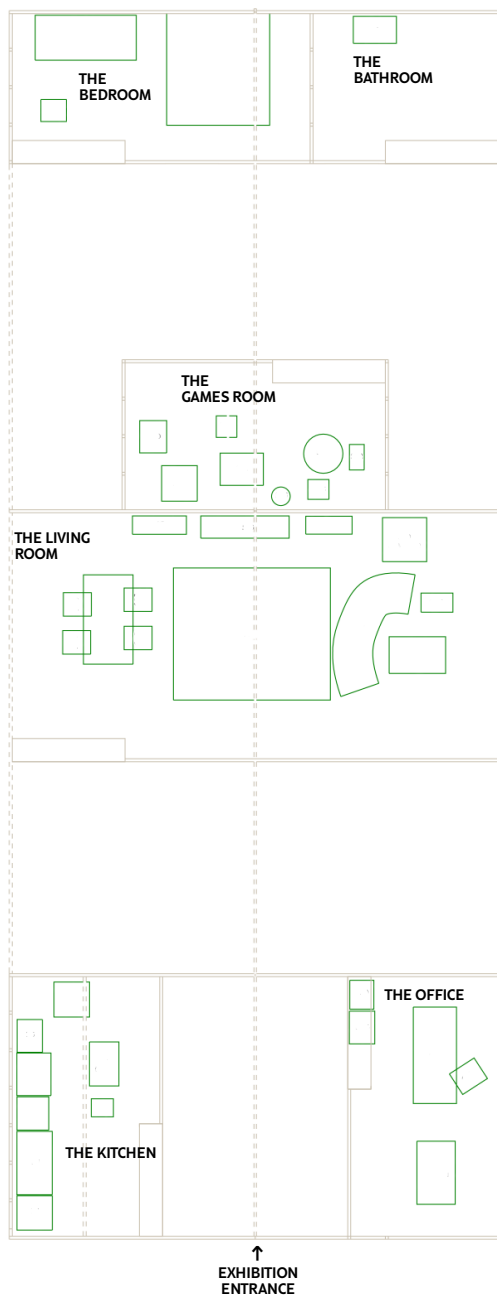 THE
BEDROOM
THE
BATHROOM
THE
GAMES ROOM
THE LIVING
ROOM
THE OFFICE
THE KITCHEN
EXHIBITION
ENTRANCE